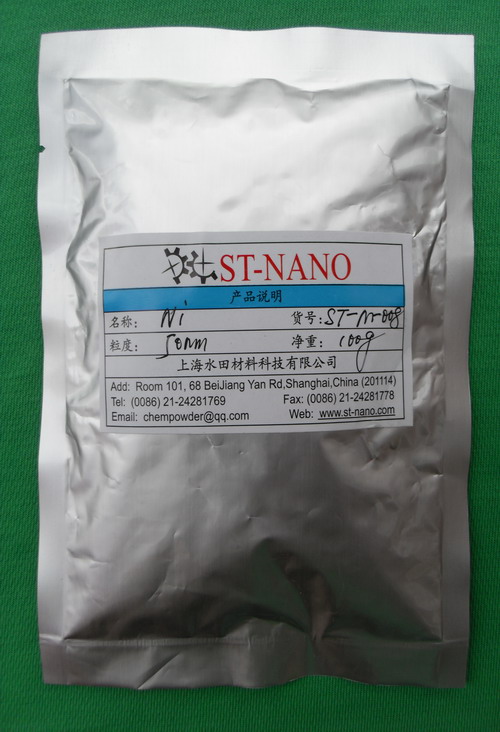 ST-NANO
产品说明
名称: Ni 货号: ST-N-008
粒度: 50nm 净重: 100g
上海水田材料科技有限公司
Add: Room 101, 68 BeiJiang Yan Rd,Shanghai,China (201114)
Tel: (0086) 21-24281769 Fax: (0086) 21-24281778
Email: chempowder@qq.com Web: www.st-nano.com